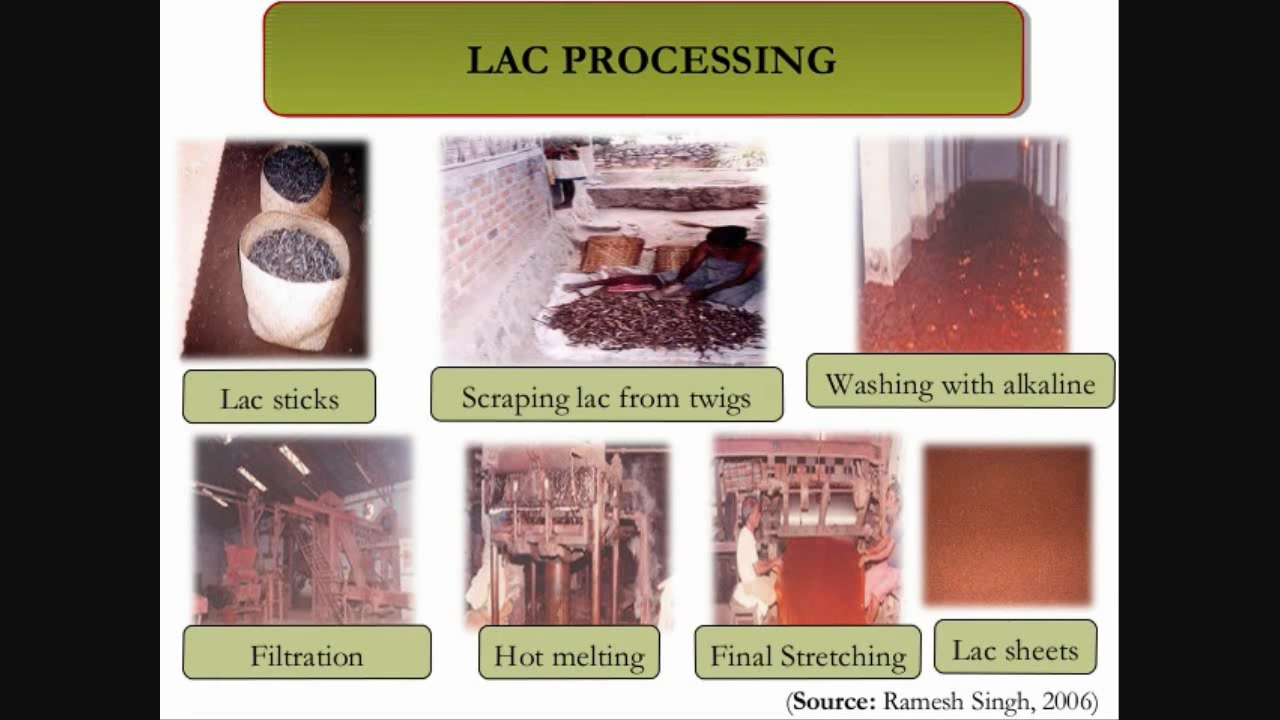 LAC PROCESSING
Lac sticks
Scraping lac from twigs
Washing with alkaline
Filtration
Hot melting
Final Stretching
Lac sheets
(Source: Ramesh Singh, 2006)